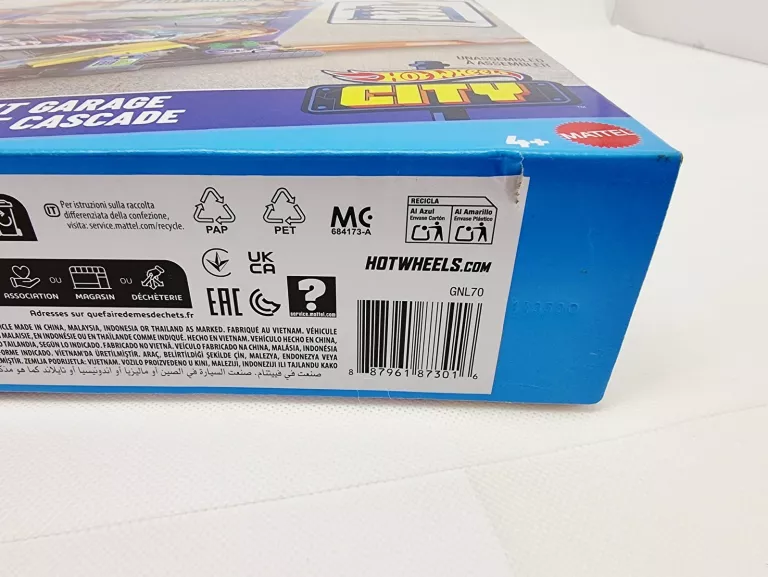 UNASSEMBLED
À ASSEMBLER
HOT WHEELS
CITY
T GARAGE
CASCADE
4+
MATTEL
IT Per istruzioni sulla raccolta
differenziata della confezione,
visita: service.mattel.com/recycle.
PAP
PET
MC
684173-A
RECICLA
Al Azul
Envase Cartón
Al Amarillo
Envase Plástico
UK
CA
HOTWHEELS.COM
ASSOCIATION
OU
MAGASIN
OU
DÉCHÈTERIE
Adresses sur quefairedemesdechets.fr
EAC
?
service.mattel.com
GNL70
CLE MADE IN CHINA, MALAYSIA, INDONESIA OR THAILAND AS MARKED. FABRIQUÉ AU VIETNAM. VÉHICULE
MALAISIE, EN INDONÉSIE OU EN THAÏLANDE COMME INDIQUÉ. HECHO EN VIETNAM. VEHÍCULO HECHO EN CHINA,
TAILANDIA, SEGÚN LO INDICADO. FABRICADO NO VIETNÃ. VEÍCULO FABRICADO NA CHINA, MALÁSIA, INDONÉSIA
ORME INDICADO. VİETNAM'DA ÜRETİLMİŞTİR. ARAÇ, BELİRTİLDİĞİ ŞEKİLDE ÇİN, MALEZYA, ENDONEZYA VEYA
MİŞTİR. ZEMLJA PODRIJETLA: VIJETNAM. VOZILO PROIZVEDENO U KINI, MALEZIJI, INDONEZIJI ILI TAJLANDU KAKO
صنعت في فييتنام. صنعت السيارة في الصين أو ماليزيا أو اندونيسيا أو تايلاند كما هو
8 87961 87301 6